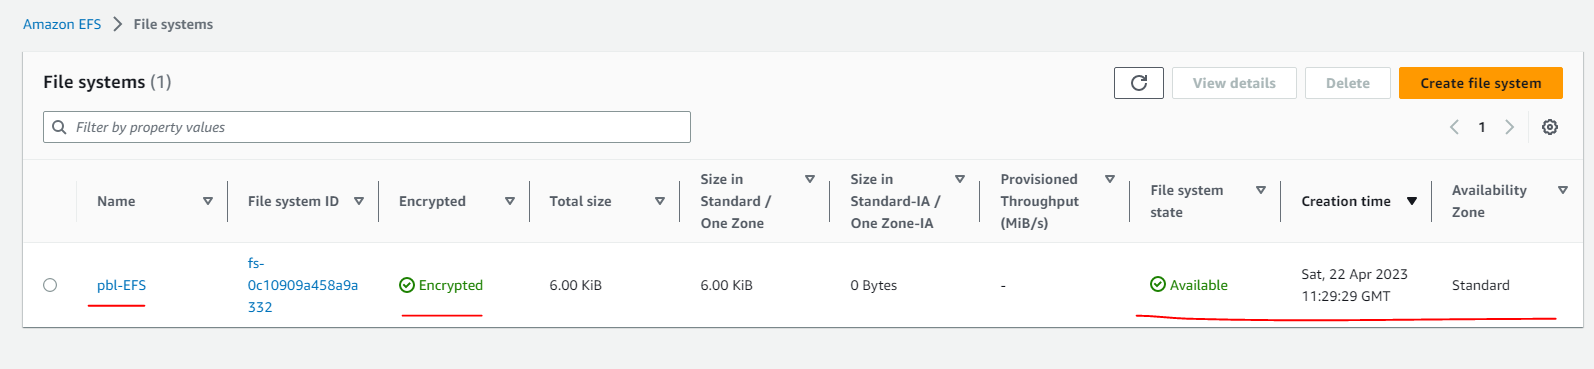 Amazon EFS > File systems
File systems (1)
View details
Delete
Create file system
Filter by property values
1
Name
File system ID
Encrypted
Total size
Size in
Standard /
One Zone
Size in
Standard-IA /
One Zone-IA
Provisioned
Throughput
(MiB/s)
File system
state
Creation time
Availability
Zone
pbl-EFS
fs-
0c10909a458a9a
332
Encrypted
6.00 KiB
6.00 KiB
0 Bytes
-
Available
Sat, 22 Apr 2023
11:29:29 GMT
Standard